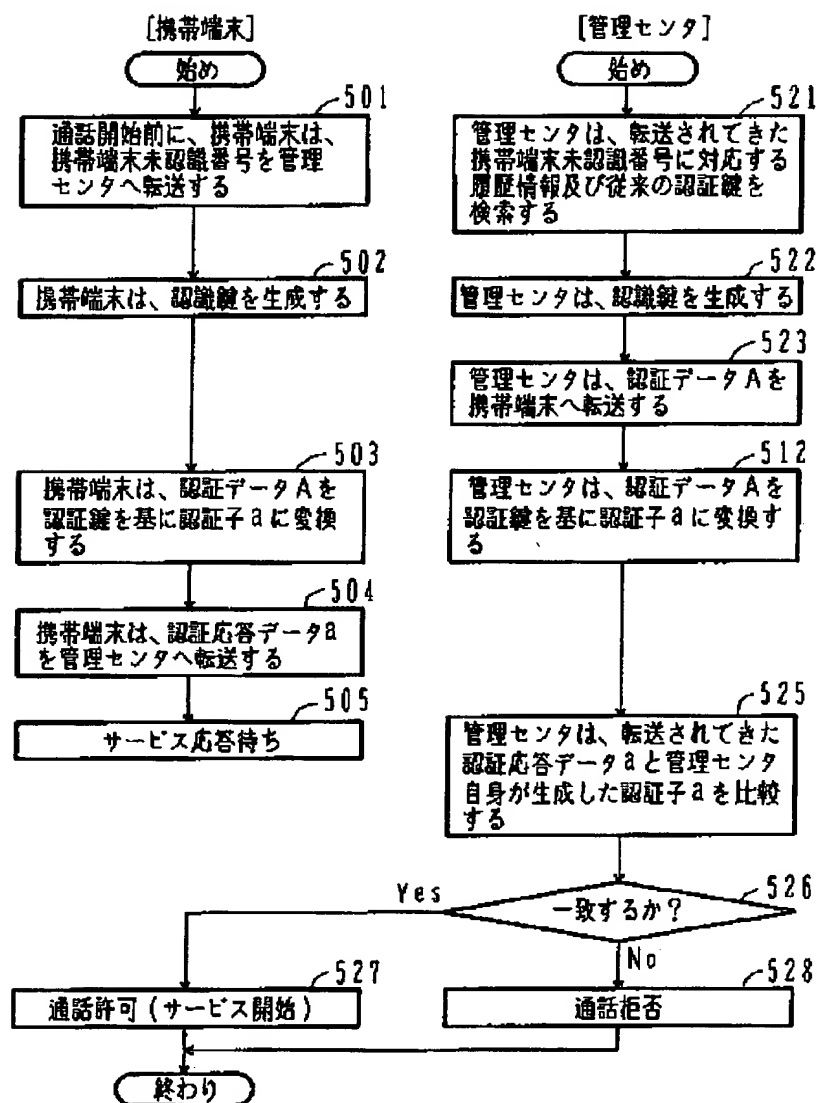 [携帯端末]
始め
501
通話開始前に、携帯端末は、
携帯端末未認識番号を管理
センタへ転送する
502
携帯端末は、認識鍵を生成する
503
携帯端末は、認証データAを
認証鍵を基に認証子aに変換
する
504
携帯端末は、認証応答データa
を管理センタへ転送する
505
サービス応答待ち
[管理センタ]
始め
521
管理センタは、転送されてきた
携帯端末未認識番号に対応する
履歴情報及び従来の認証鍵を
検索する
522
管理センタは、認識鍵を生成する
523
管理センタは、認証データAを
携帯端末へ転送する
512
管理センタは、認証データAを
認証鍵を基に認証子aに変換す
る
525
管理センタは、転送されてきた
認証応答データaと管理センタ
自身が生成した認証子aを比較
する
526
一致するか?
Yes
No
527
通話許可(サービス開始)
528
通話拒否
終わり